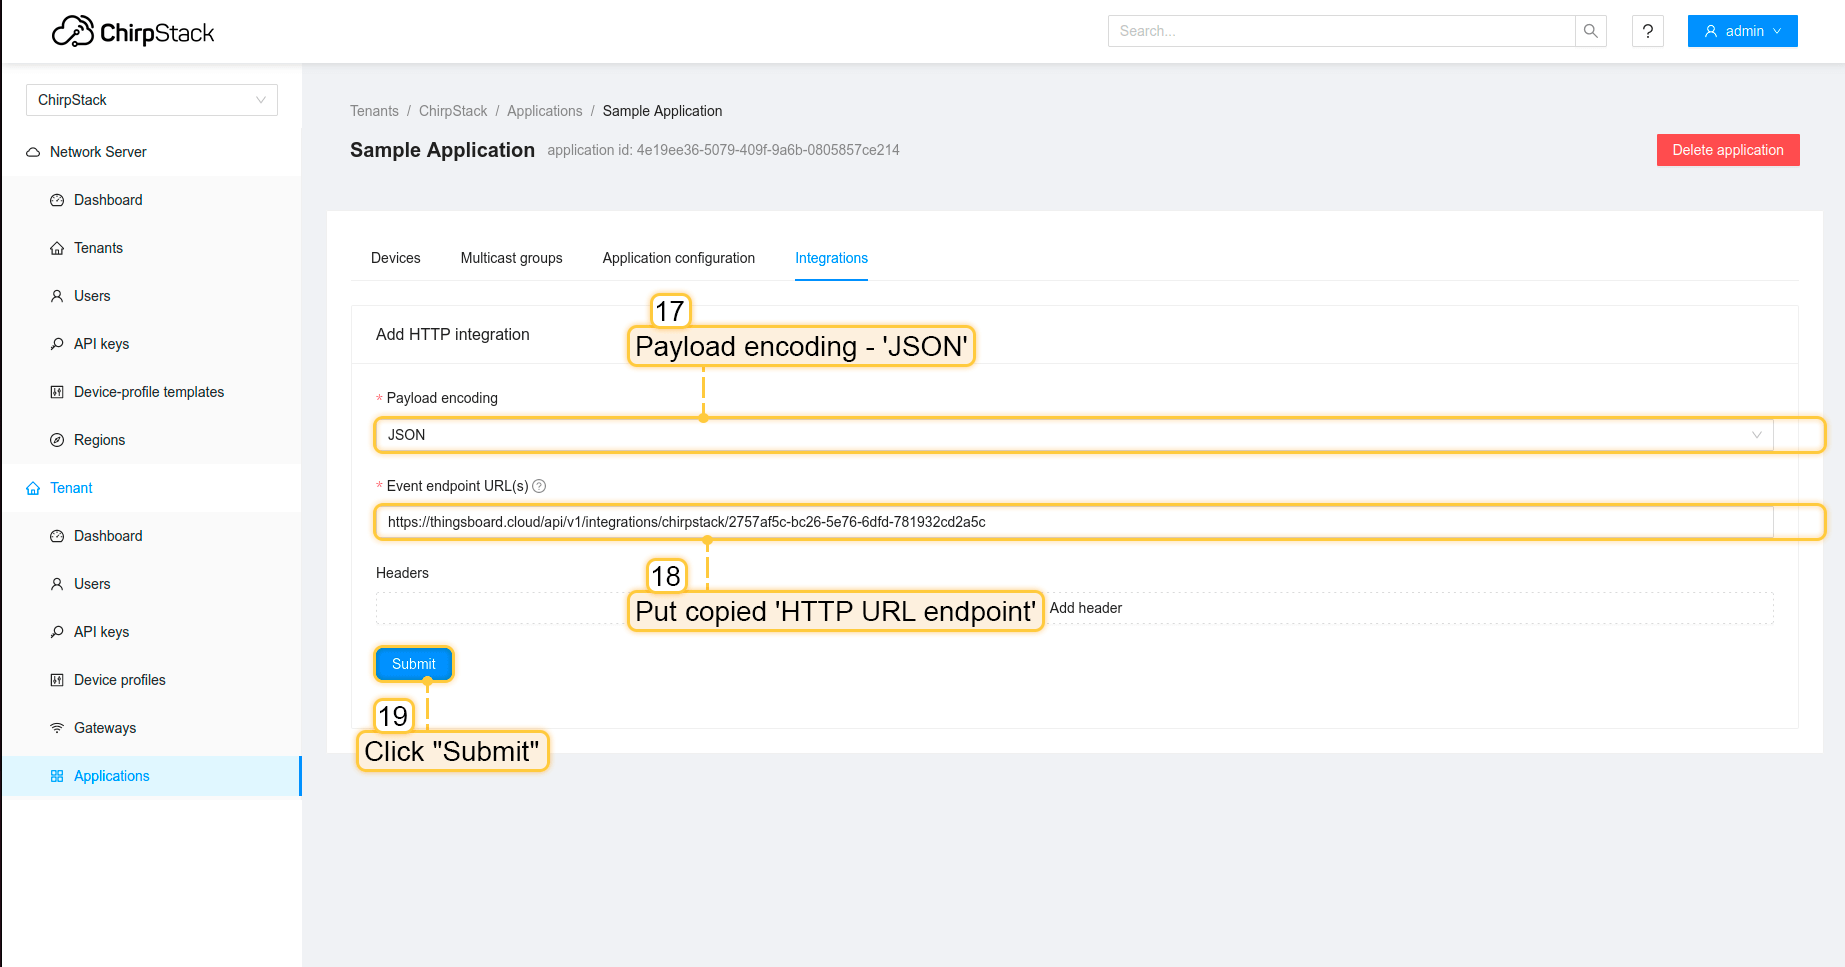 ChirpStack
Search...
?
admin
ChirpStack
Network Server
Dashboard
Tenants
Users
API keys
Device-profile templates
Regions
Tenant
Dashboard
Users
API keys
Device profiles
Gateways
Applications
Tenants / ChirpStack / Applications / Sample Application
Sample Application application id: 4e19ee36-5079-409f-9a6b-0805857ce214
Delete application
Devices Multicast groups Application configuration Integrations
17
Add HTTP integration
Payload encoding - 'JSON'
* Payload encoding
JSON
* Event endpoint URL(s) ?
https://thingsboard.cloud/api/v1/integrations/chirpstack/2757af5c-bc26-5e76-6dfd-781932cd2a5c
Headers
18
Put copied 'HTTP URL endpoint'
Add header
Submit
19
Click "Submit"